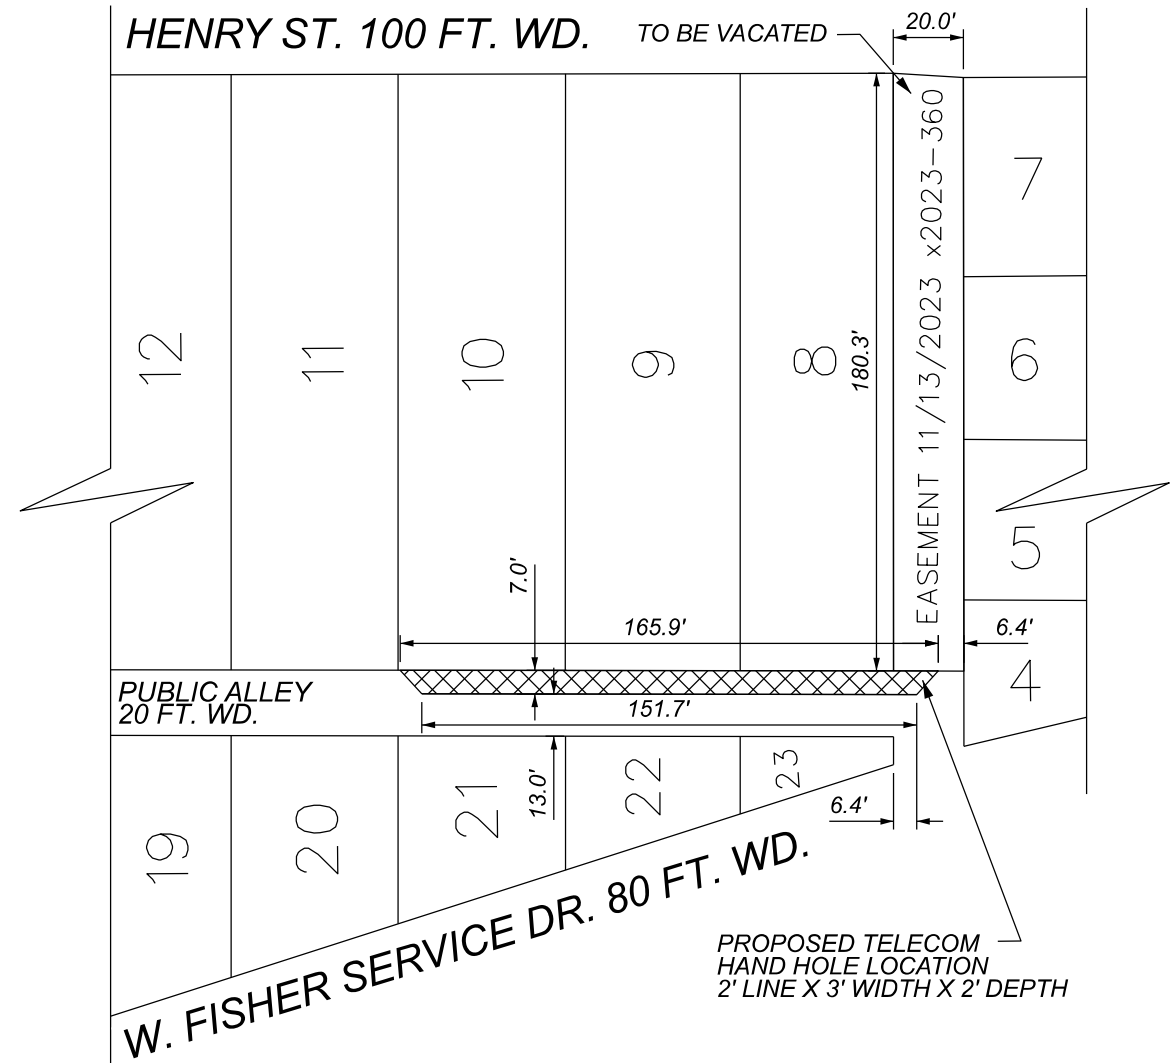 HENRY ST. 100 FT. WD.
TO BE VACATED
20.0'
EASEMENT 11/13/2023 x2023-360
7
12
11
10
9
8
180.3'
6
5
7.0'
165.9'
6.4'
4
PUBLIC ALLEY
20 FT. WD.
151.7'
13.0'
6.4'
19
20
21
22
23
W. FISHER SERVICE DR. 80 FT. WD.
PROPOSED TELECOM
HAND HOLE LOCATION
2' LINE X 3' WIDTH X 2' DEPTH